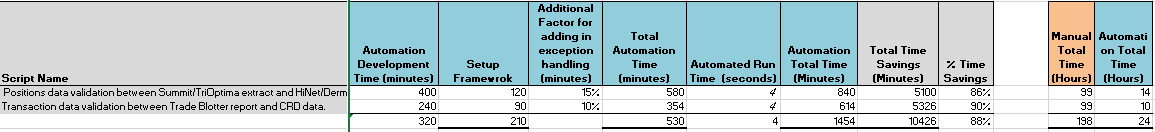 Script Name	Automation Development Time (minutes)	Setup Framewrok	Additional Factor for adding in exception handling (minutes)	Total Automation Time (minutes)	Automated Run Time (seconds)	Automation Total Time (Minutes)	Total Time Savings (Minutes)	% Time Savings	Manual Total Time (Hours)	Automati on Total Time (Hours)
Positions data validation between Summit/TriOptima extract and HiNet/Derm	400	120	15%	580	4	840	5100	86%	99	14
Transaction data validation between Trade Blotter report and CRD data.	240	90	10%	354	4	614	5326	90%	99	10
320	210	530	4	1454	10426	88%	198	24